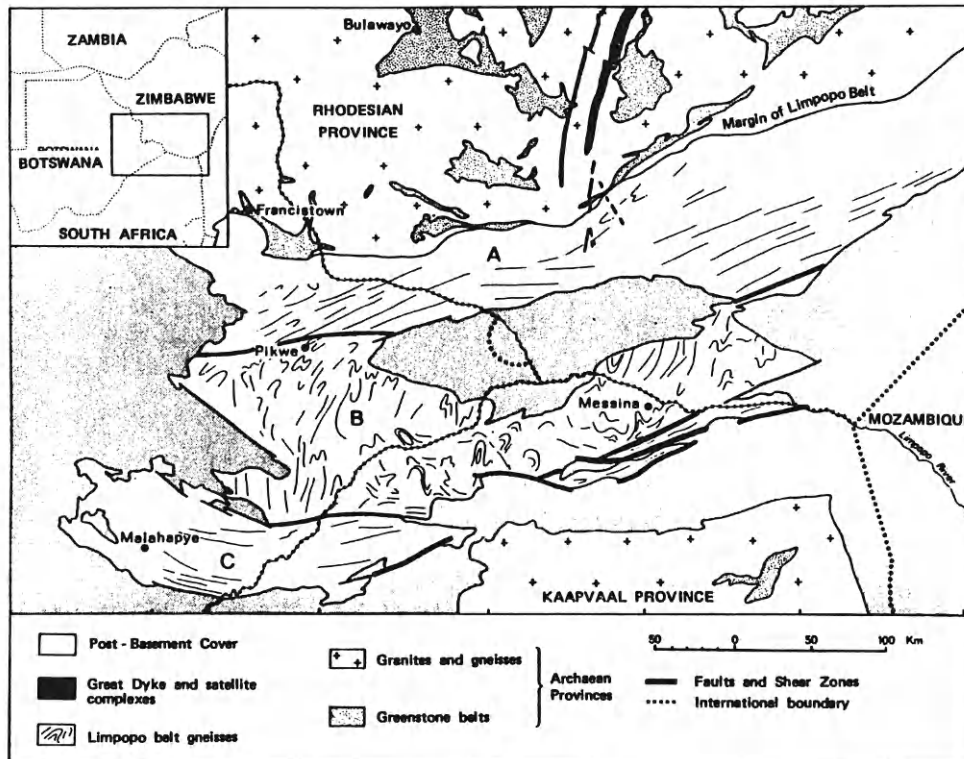 ZAMBIA
ZIMBABWE
BOTSWANA
BOTSWANA
SOUTH AFRICA
Bulawayo
RHODESIAN
PROVINCE
Margin of Limpopo Belt
Francistown
A
Pikwe
B
Messina
MOZAMBIQUE
Limpopo River
Malahapye
C
KAAPVAAL PROVINCE
Post - Basement Cover
Great Dyke and satellite
complexes
Limpopo belt gneisses
Granites and gneisses
Greenstone belts
Archaean
Provinces
50 0 50 100 Km
Faults and Shear Zones
International boundary